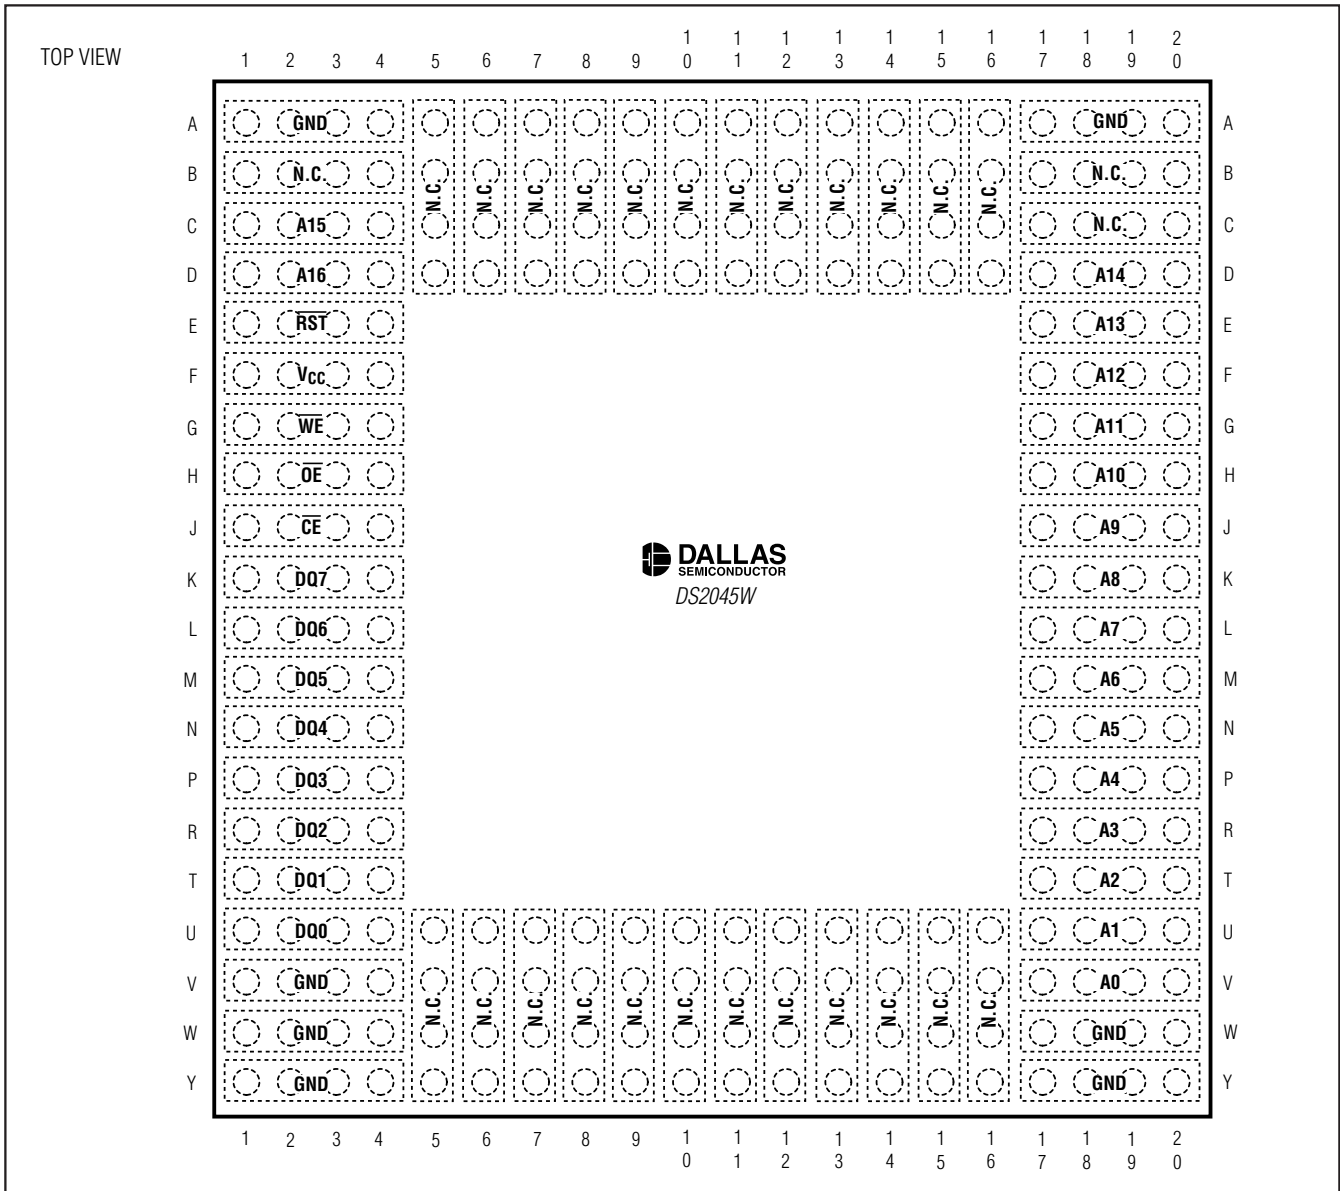 TOP VIEW
1 2 3 4 5 6 7 8 9 10 11 12 13 14 15 16 17 18 19 20
A GND GND A
B N.C. N.C. B
N.C. N.C. N.C. N.C. N.C. N.C. N.C. N.C. N.C. N.C. N.C. N.C.
C A15 N.C. C
D A16 A14 D
E RST A13 E
F VCC A12 F
G WE A11 G
H OE A10 H
J CE A9 J
DALLAS
SEMICONDUCTOR
DS2045W
K DQ7 A8 K
L DQ6 A7 L
M DQ5 A6 M
N DQ4 A5 N
P DQ3 A4 P
R DQ2 A3 R
T DQ1 A2 T
U DQ0 A1 U
V GND A0 V
N.C. N.C. N.C. N.C. N.C. N.C. N.C. N.C. N.C. N.C. N.C. N.C.
W GND GND W
Y GND GND Y
1 2 3 4 5 6 7 8 9 10 11 12 13 14 15 16 17 18 19 20